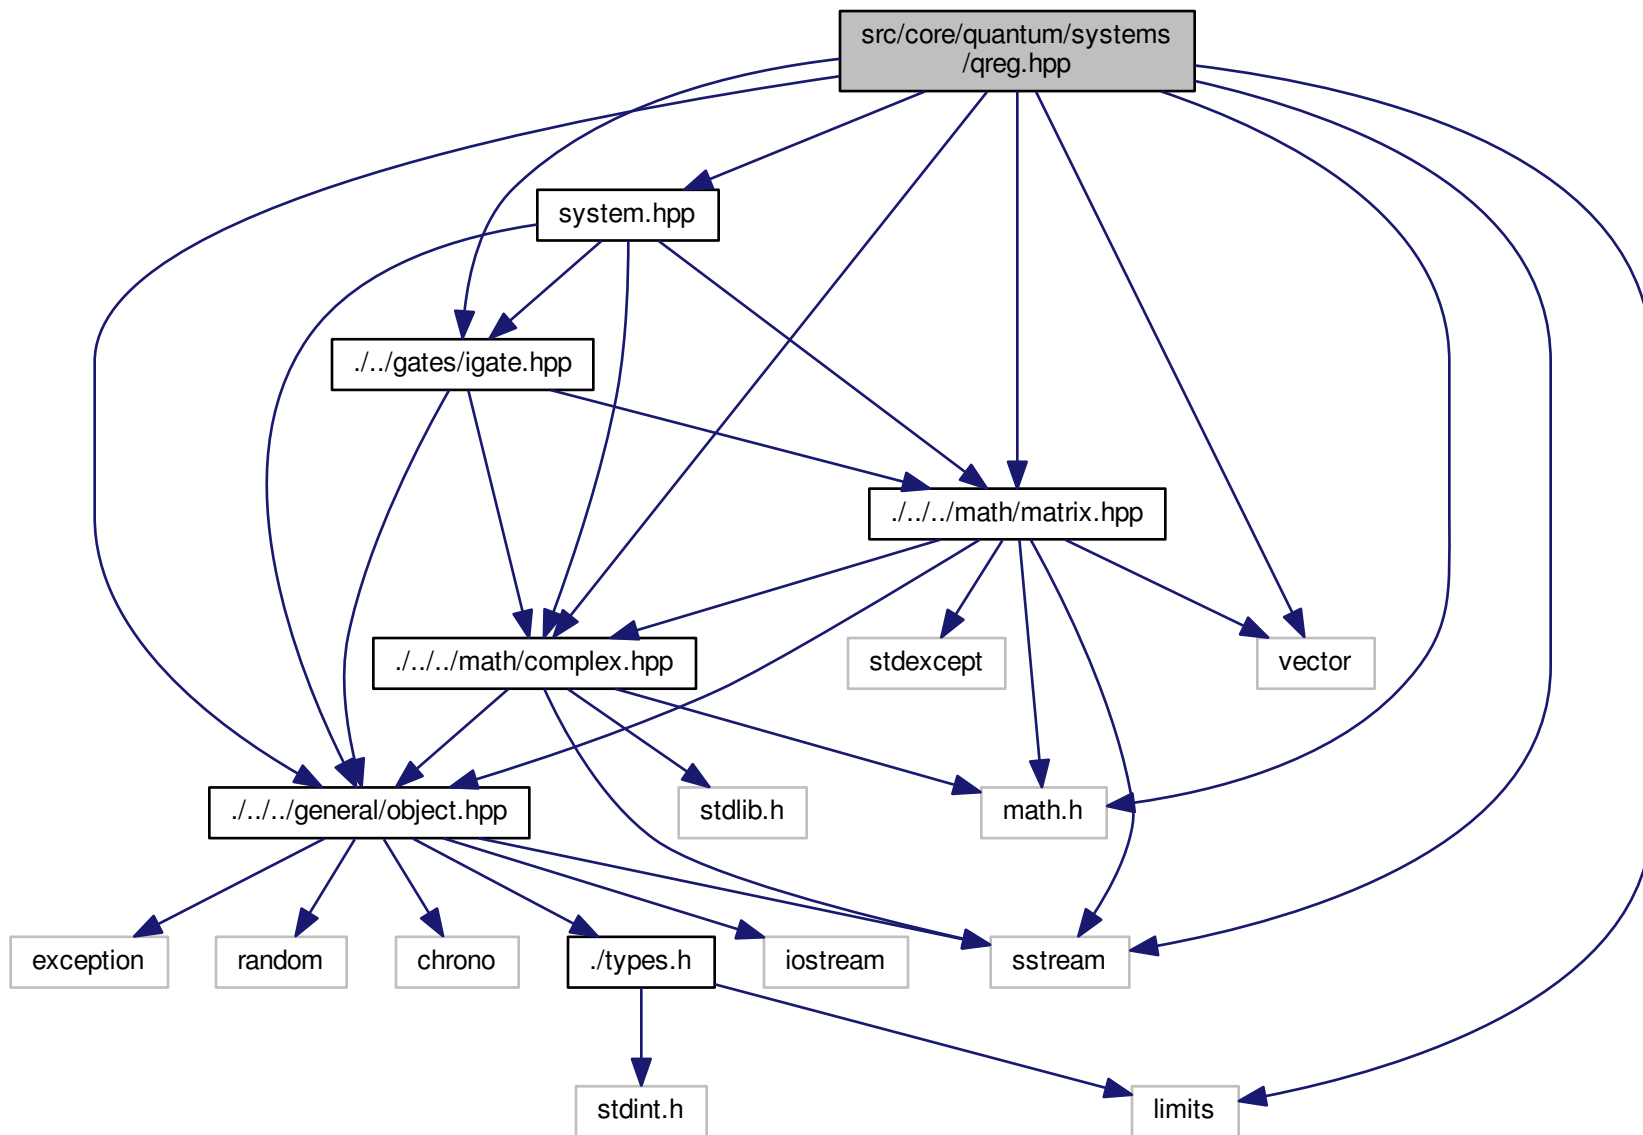 src/core/quantum/systems
/qreg.hpp
system.hpp
./../gates/igate.hpp
./../../math/matrix.hpp
./../../math/complex.hpp
stdexcept
vector
./../../general/object.hpp
stdlib.h
math.h
exception
random
chrono
./types.h
iostream
sstream
stdint.h
limits